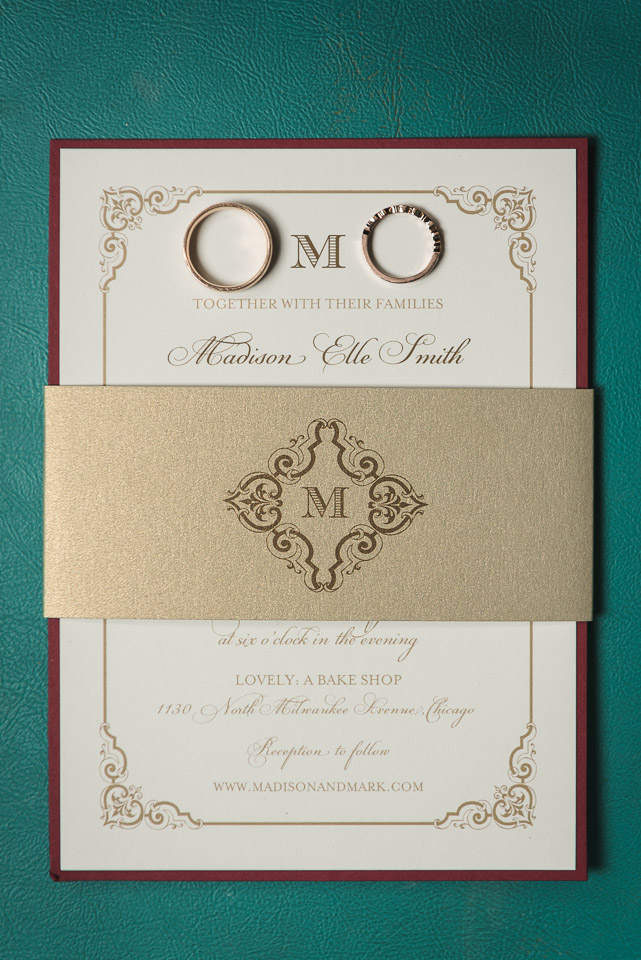 M
TOGETHER WITH THEIR FAMILIES
Madison Elle Smith
M
at six o'clock in the evening
LOVELY: A BAKE SHOP
1130 North Milwaukee Avenue, Chicago
Reception to follow
WWW.MADISONANDMARK.COM